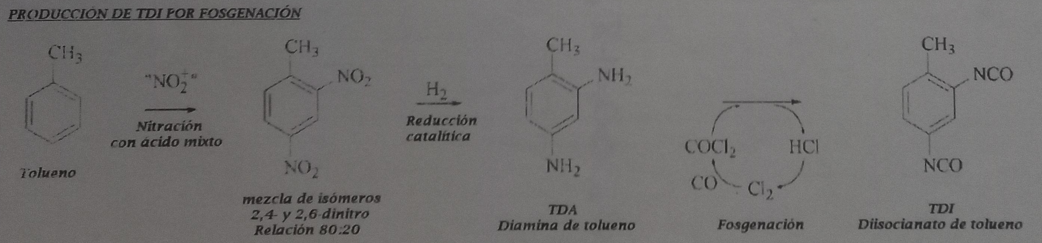 PRODUCCIÓN DE TDI POR FOSGENACIÓN
CH3
"NO2+"
Nitración
con ácido mixto
Tolueno
CH3
NO2
NO2
mezcla de isómeros
2,4- y 2,6-dinitro
Relación 80:20
H2
Reducción
catalítica
CH3
NH2
NH2
TDA
Diamina de tolueno
COCl2
HCl
CO
Cl2
Fosgenación
CH3
NCO
NCO
TDI
Diisocianato de tolueno